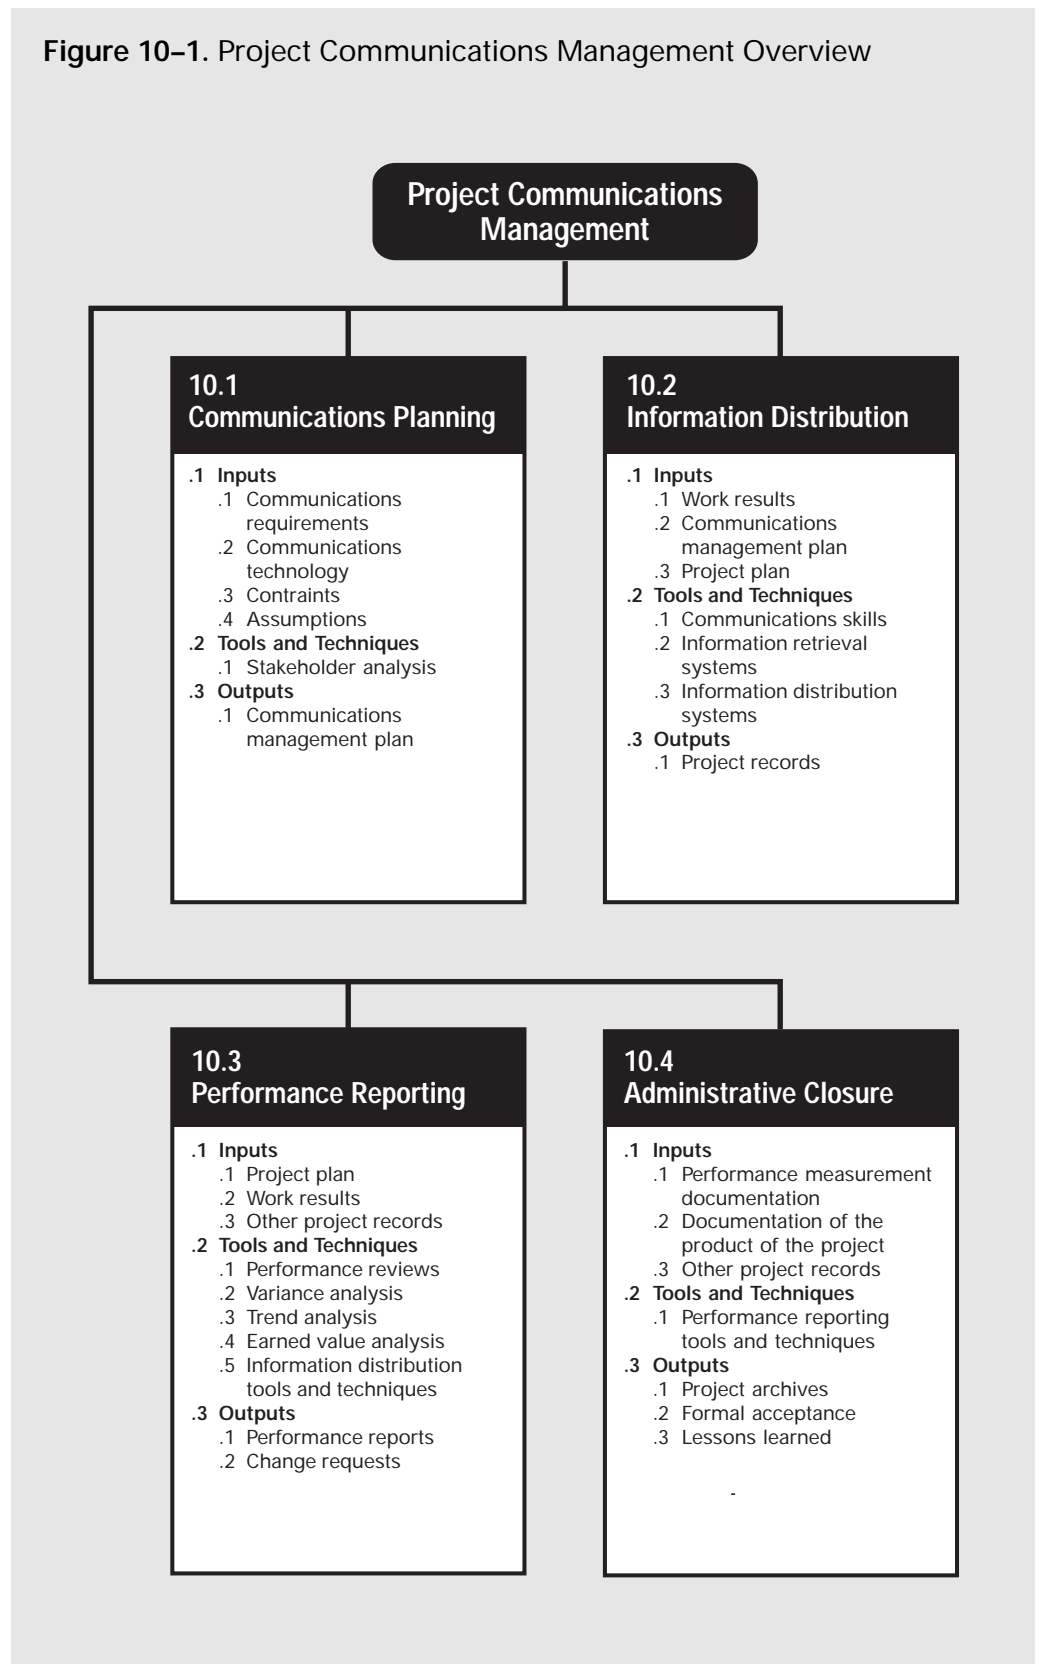 Figure 10–1. Project Communications Management Overview
Project Communications
Management
10.1
Communications Planning
.1 Inputs
.1 Communications
requirements
.2 Communications
technology
.3 Contraints
.4 Assumptions
.2 Tools and Techniques
.1 Stakeholder analysis
.3 Outputs
.1 Communications
management plan
10.2
Information Distribution
.1 Inputs
.1 Work results
.2 Communications
management plan
.3 Project plan
.2 Tools and Techniques
.1 Communications skills
.2 Information retrieval
systems
.3 Information distribution
systems
.3 Outputs
.1 Project records
10.3
Performance Reporting
.1 Inputs
.1 Project plan
.2 Work results
.3 Other project records
.2 Tools and Techniques
.1 Performance reviews
.2 Variance analysis
.3 Trend analysis
.4 Earned value analysis
.5 Information distribution
tools and techniques
.3 Outputs
.1 Performance reports
.2 Change requests
10.4
Administrative Closure
.1 Inputs
.1 Performance measurement
documentation
.2 Documentation of the
product of the project
.3 Other project records
.2 Tools and Techniques
.1 Performance reporting
tools and techniques
.3 Outputs
.1 Project archives
.2 Formal acceptance
.3 Lessons learned
-